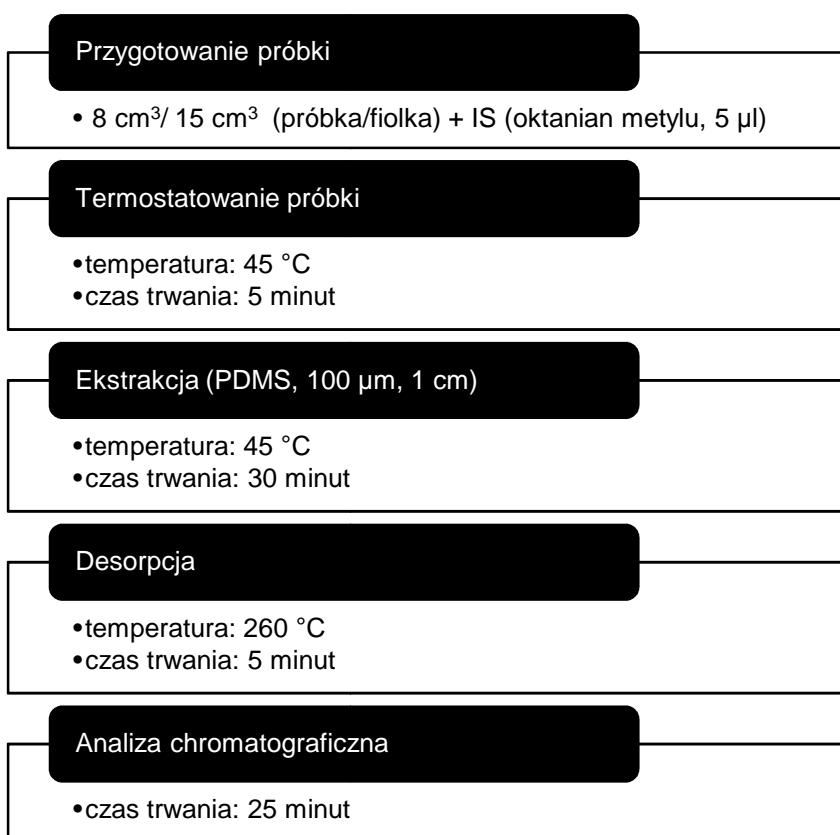 Przygotowanie próbki
• 8 cm³/ 15 cm³ (próbka/fiolka) + IS (oktanian metylu, 5 µl)
Termostatowanie próbki
•temperatura: 45 °C
•czas trwania: 5 minut
Ekstrakcja (PDMS, 100 µm, 1 cm)
•temperatura: 45 °C
•czas trwania: 30 minut
Desorpcja
•temperatura: 260 °C
•czas trwania: 5 minut
Analiza chromatograficzna
•czas trwania: 25 minut